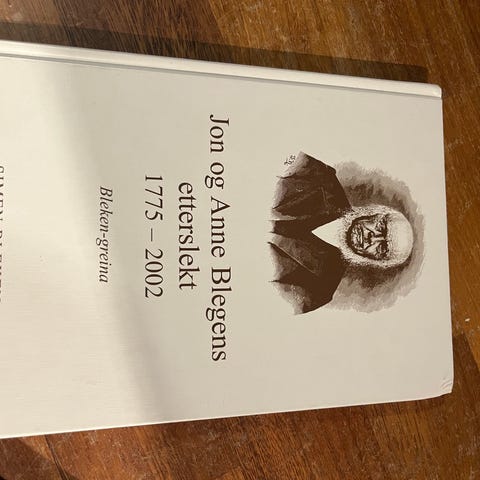 Jon og Anne Blegens
etterslekt
1775 – 2002
Bleken-greina